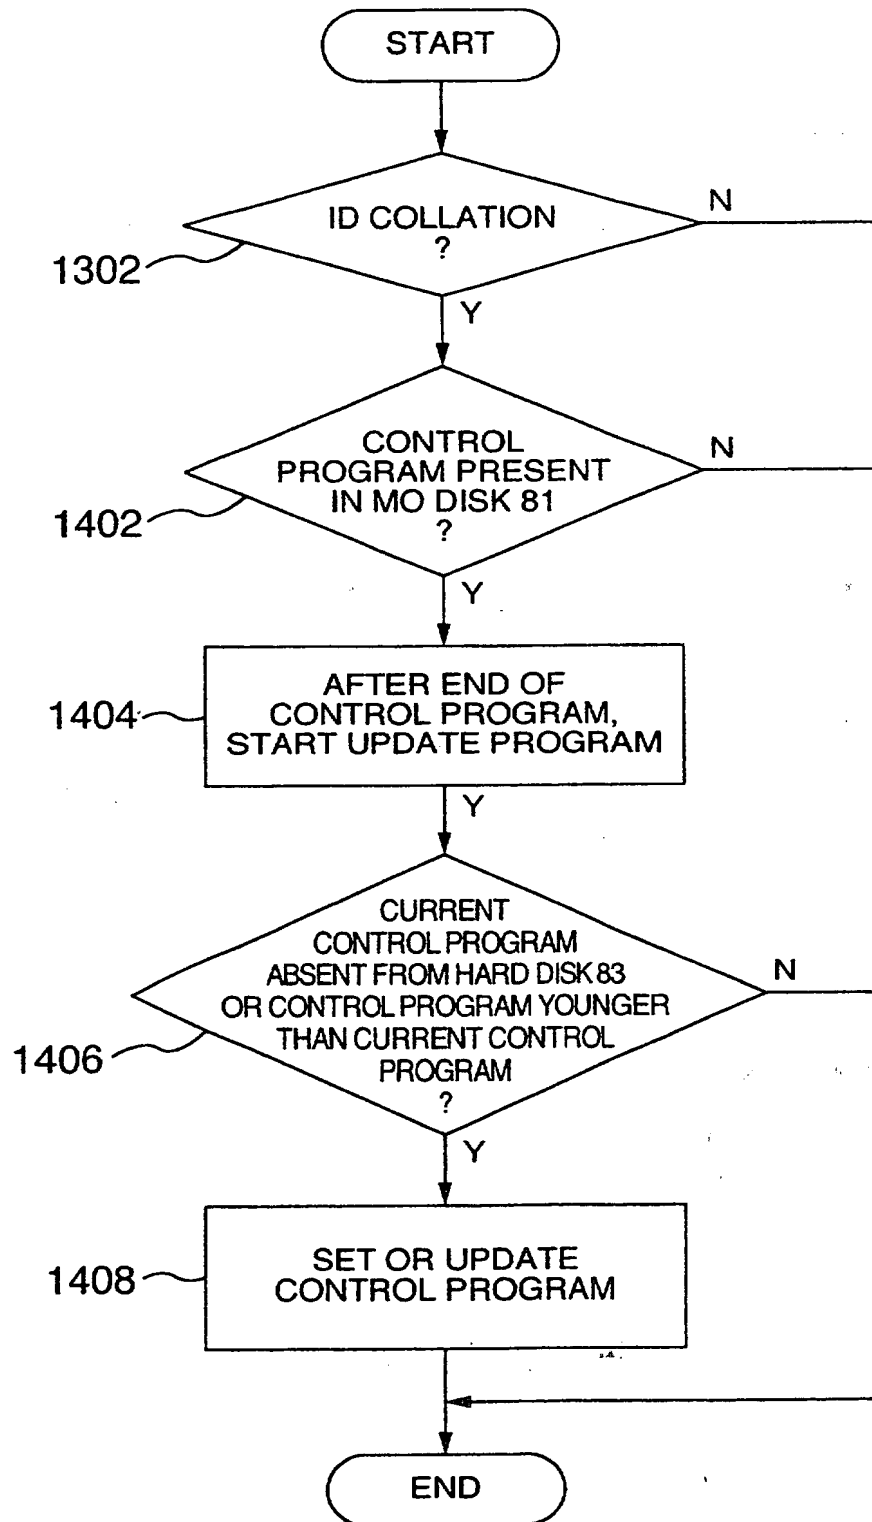 START
ID COLLATION
?
N
1302
Y
CONTROL
PROGRAM PRESENT
IN MO DISK 81
?
N
1402
Y
AFTER END OF
CONTROL PROGRAM,
START UPDATE PROGRAM
1404
Y
CURRENT
CONTROL PROGRAM
ABSENT FROM HARD DISK 83
OR CONTROL PROGRAM YOUNGER
THAN CURRENT CONTROL
PROGRAM
?
N
1406
Y
SET OR UPDATE
CONTROL PROGRAM
1408
END